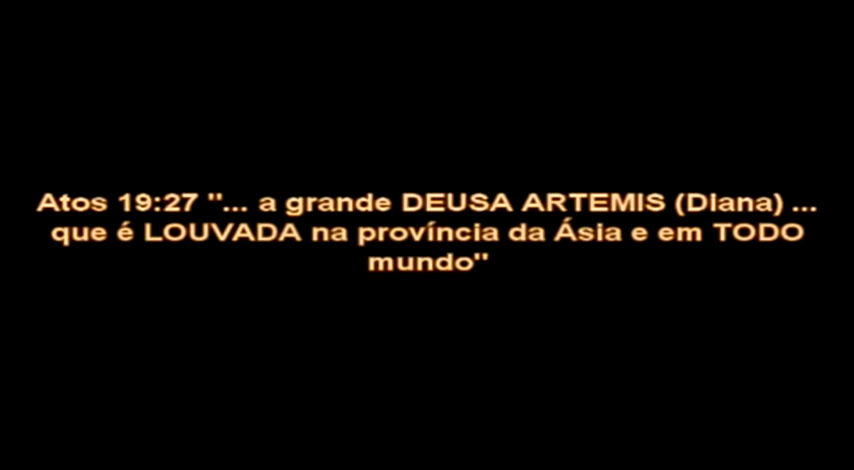 Atos 19:27 "... a grande DEUSA ARTEMIS (Diana) ...
que é LOUVADA na província da Ásia e em TODO
mundo"